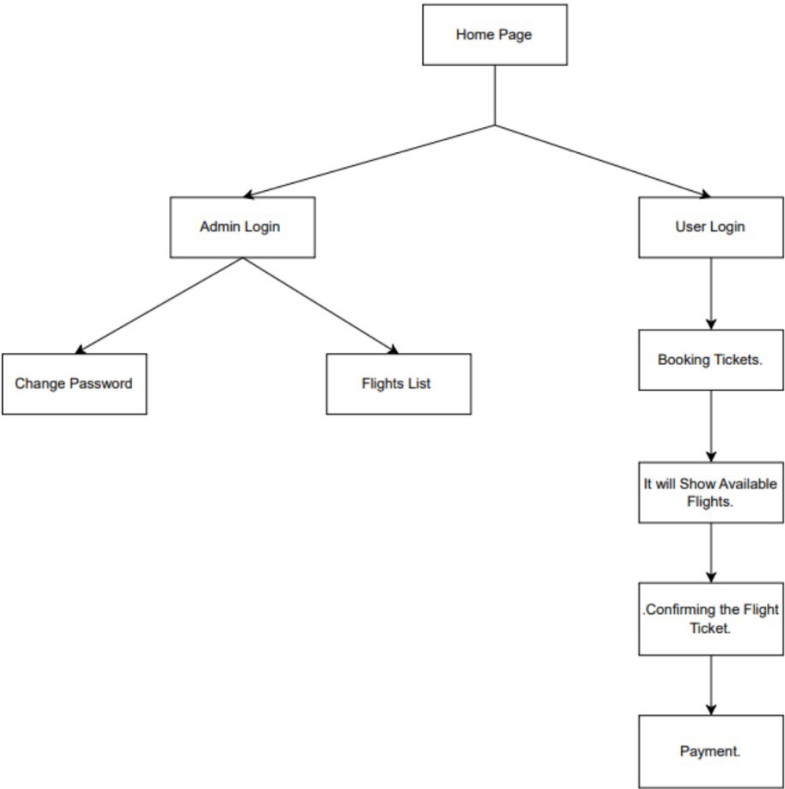 Home Page
Admin Login
User Login
Change Password
Flights List
Booking Tickets.
It will Show Available
Flights.
.Confirming the Flight
Ticket.
Payment.